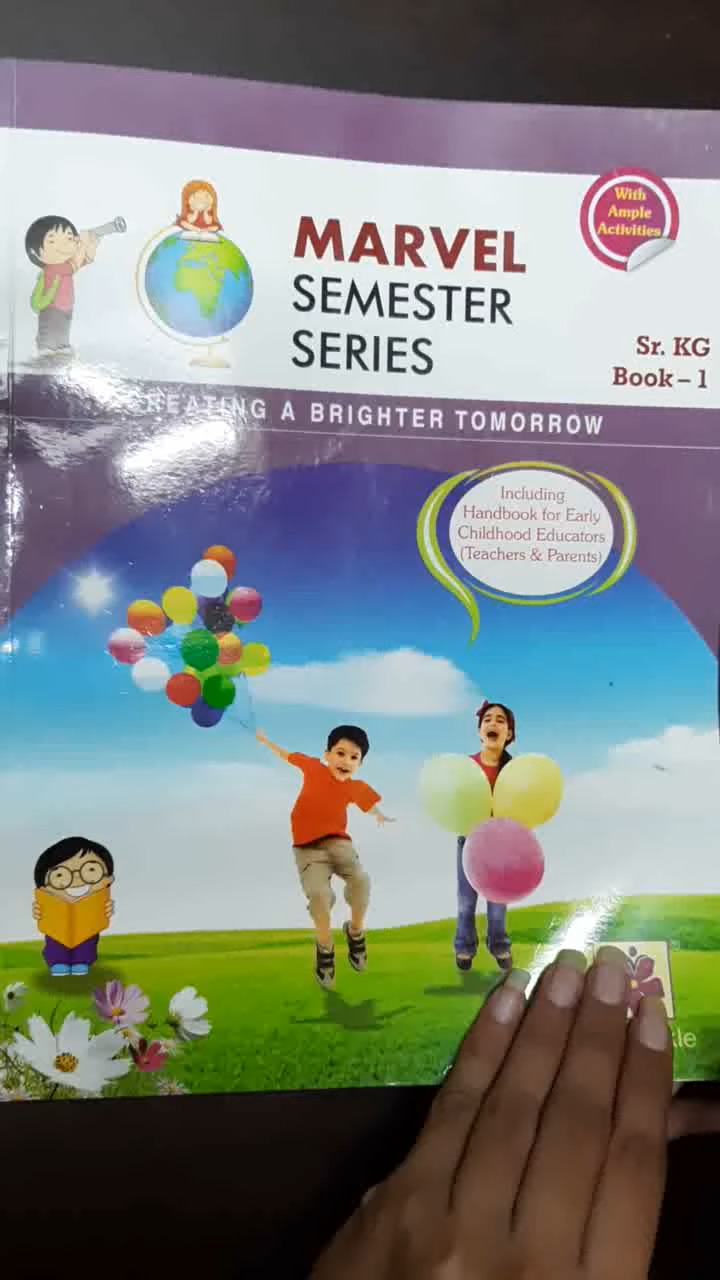 With
Ample
Activities
MARVEL
SEMESTER
SERIES
Sr. KG
Book – 1
CREATING A BRIGHTER TOMORROW
Including
Handbook for Early
Childhood Educators
(Teachers & Parents)